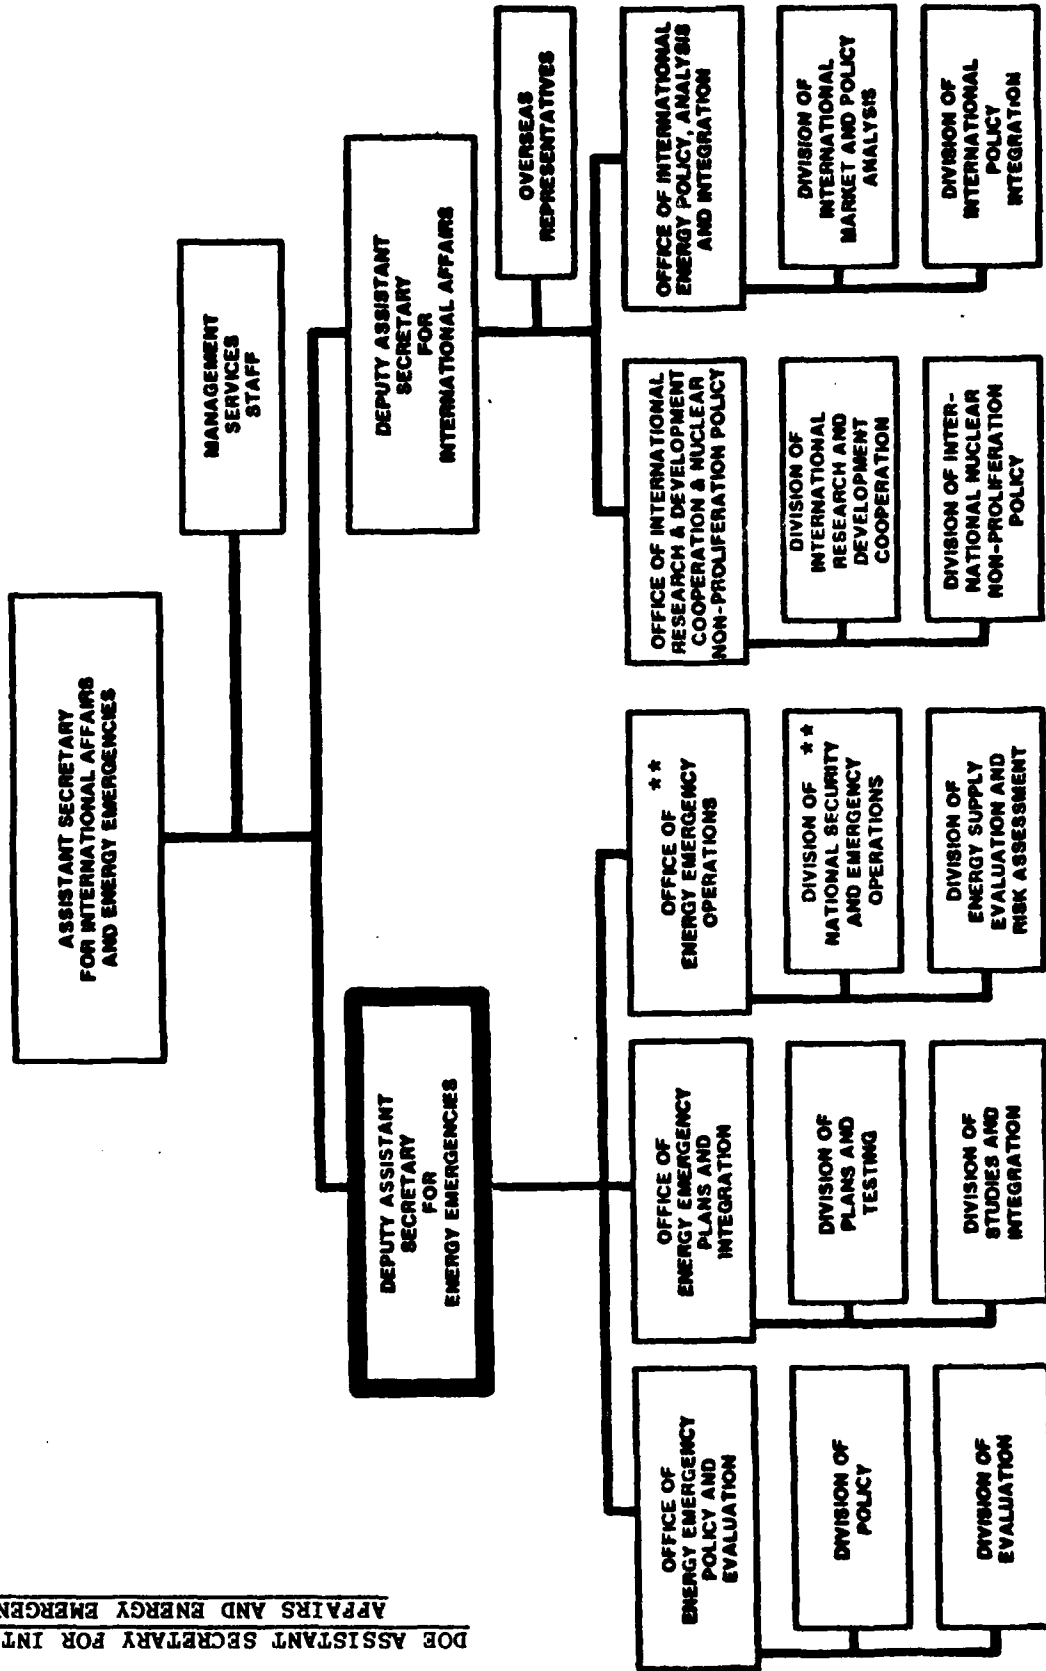 DOE ASSISTANT SECRETARY FOR INT
AFFAIRS AND ENERGY EMERGEN
ASSISTANT SECRETARY
FOR INTERNATIONAL AFFAIRS
AND ENERGY EMERGENCIES
MANAGEMENT
SERVICES
STAFF
DEPUTY ASSISTANT
SECRETARY
FOR
ENERGY EMERGENCIES
DEPUTY ASSISTANT
SECRETARY
FOR
INTERNATIONAL AFFAIRS
OVERSEAS
REPRESENTATIVES
OFFICE OF
ENERGY EMERGENCY
POLICY AND
EVALUATION
DIVISION OF
POLICY
DIVISION OF
EVALUATION
OFFICE OF
ENERGY EMERGENCY
PLANS AND
INTEGRATION
DIVISION OF
PLANS AND
TESTING
DIVISION OF
STUDIES AND
INTEGRATION
OFFICE OF **
ENERGY EMERGENCY
OPERATIONS
DIVISION OF **
NATIONAL SECURITY
AND EMERGENCY
OPERATIONS
DIVISION OF
ENERGY SUPPLY
EVALUATION AND
RISK ASSESSMENT
OFFICE OF INTERNATIONAL
RESEARCH & DEVELOPMENT
COOPERATION & NUCLEAR
NON-PROLIFERATION POLICY
DIVISION OF
INTERNATIONAL
RESEARCH AND
DEVELOPMENT
COOPERATION
DIVISION OF INTER-
NATIONAL NUCLEAR
NON-PROLIFERATION
POLICY
OFFICE OF INTERNATIONAL
ENERGY POLICY, ANALYSIS
AND INTEGRATION
DIVISION OF
INTERNATIONAL
MARKET AND POLICY
ANALYSIS
DIVISION OF
INTERNATIONAL
POLICY
INTEGRATION